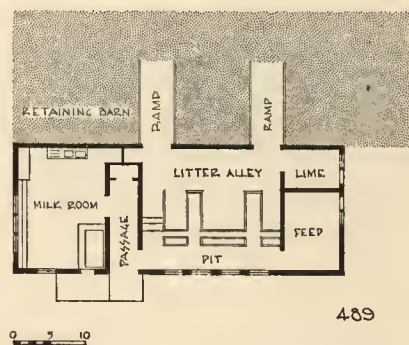 RETAINING BARN
RAMP
RAMP
LITTER ALLEY
LIME
MILK ROOM
PASSAGE
FEED
PIT
489
0 5 10